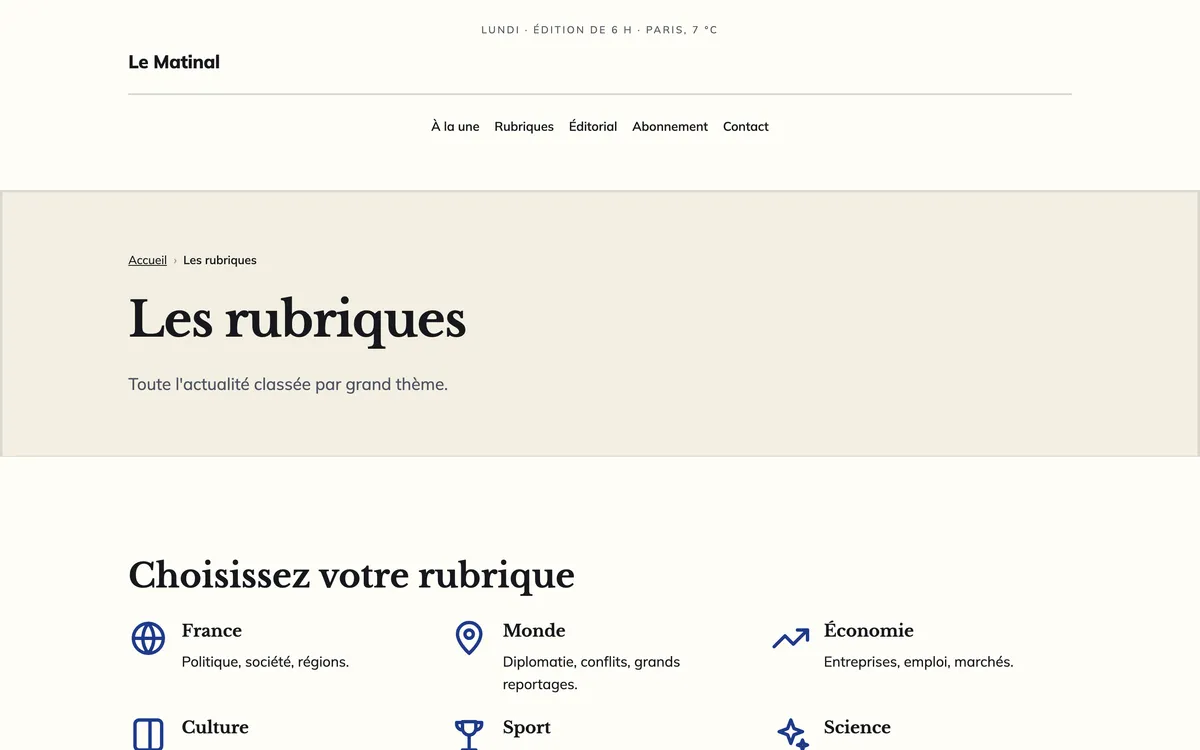 LUNDI · ÉDITION DE 6 H · PARIS, 7 °C
Le Matinal
À la une Rubriques Éditorial Abonnement Contact
Accueil › Les rubriques
Les rubriques
Toute l'actualité classée par grand thème.
Choisissez votre rubrique
France
Politique, société, régions.
Monde
Diplomatie, conflits, grands
reportages.
Économie
Entreprises, emploi, marchés.
Culture
Sport
Science